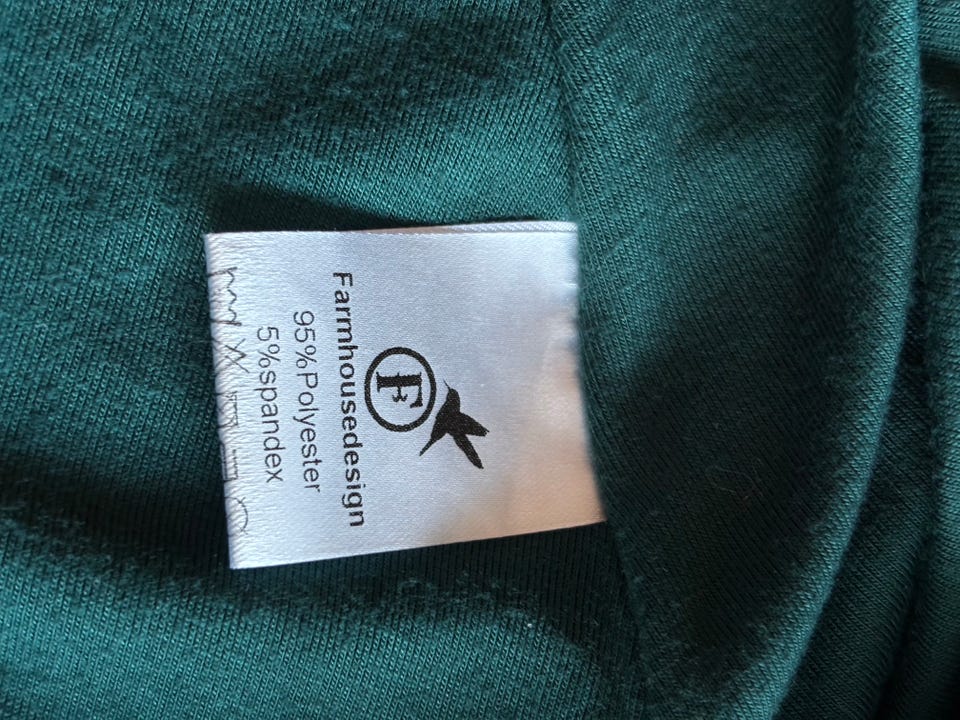 F
Farmhousedesign
95%Polyester
5%spandex